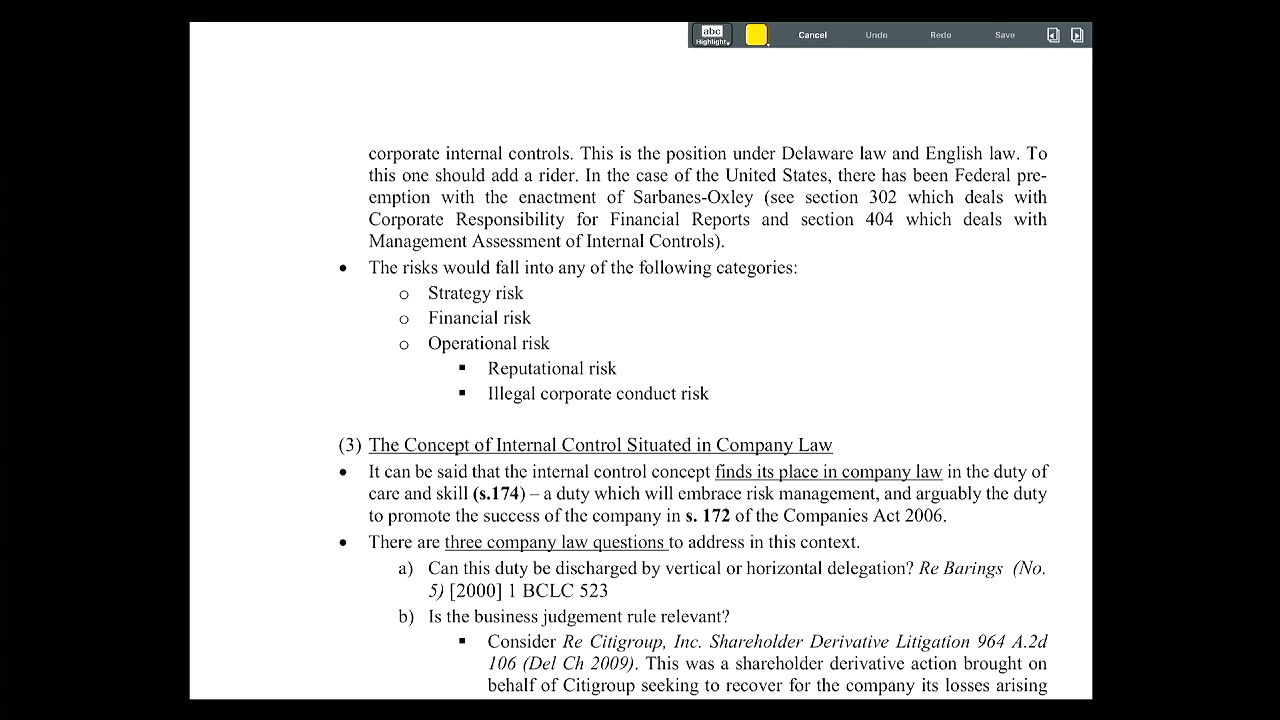 abc
Highlight
Cancel
Undo
Redo
Save
corporate internal controls. This is the position under Delaware law and English law. To
this one should add a rider. In the case of the United States, there has been Federal pre-
emption with the enactment of Sarbanes-Oxley (see section 302 which deals with
Corporate Responsibility for Financial Reports and section 404 which deals with
Management Assessment of Internal Controls).
• The risks would fall into any of the following categories:
o Strategy risk
o Financial risk
o Operational risk
▪ Reputational risk
▪ Illegal corporate conduct risk
(3) The Concept of Internal Control Situated in Company Law
• It can be said that the internal control concept finds its place in company law in the duty of
care and skill (s.174) – a duty which will embrace risk management, and arguably the duty
to promote the success of the company in s. 172 of the Companies Act 2006.
• There are three company law questions to address in this context.
a) Can this duty be discharged by vertical or horizontal delegation? Re Barings (No.
5) [2000] 1 BCLC 523
b) Is the business judgement rule relevant?
▪ Consider Re Citigroup, Inc. Shareholder Derivative Litigation 964 A.2d
106 (Del Ch 2009). This was a shareholder derivative action brought on
behalf of Citigroup seeking to recover for the company its losses arising